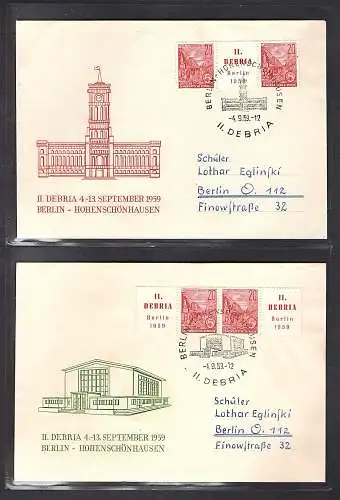 II.
DEBRIA
Berlin
1959
BERLIN-HOHENSCHÖNHAUSEN
-4.9.59.-12
II. DEBRIA
Schüler
Lothar Eglinski
Berlin O. 112
Finowstraße 32
II. DEBRIA 4.-13. SEPTEMBER 1959
BERLIN - HOHENSCHÖNHAUSEN
II.
DEBRIA
Berlin
1959
II.
DEBRIA
Berlin
1959
-4.9.59.-12
II. DEBRIA
Schüler
Lothar Eglinski
Berlin O. 112
Finowstraße 32
II. DEBRIA 4.-13. SEPTEMBER 1959
BERLIN - HOHENSCHÖNHAUSEN